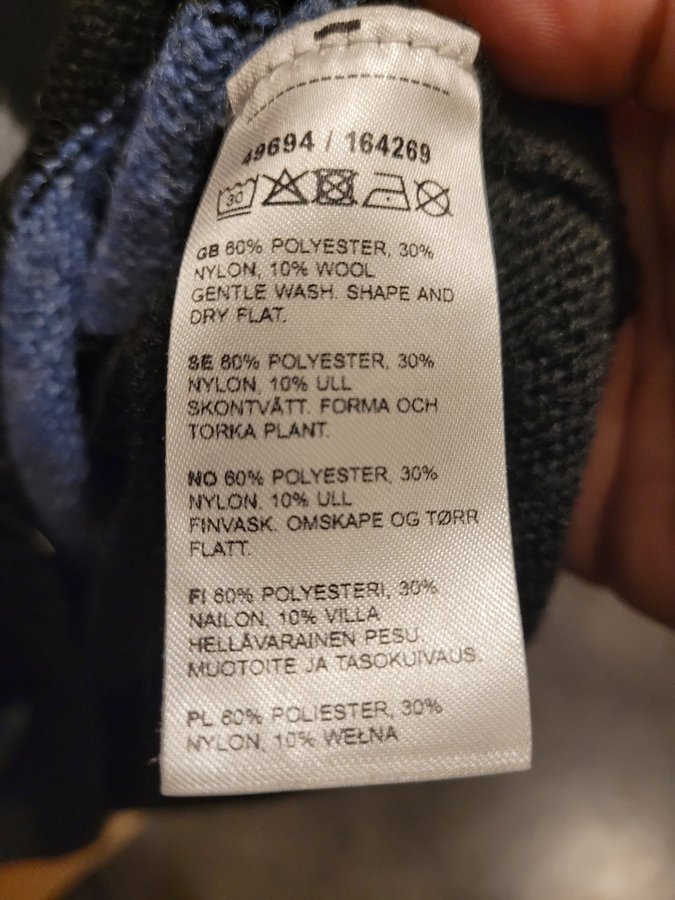 49694 / 164269
30
GB 60% POLYESTER, 30%
NYLON, 10% WOOL
GENTLE WASH. SHAPE AND
DRY FLAT.
SE 60% POLYESTER, 30%
NYLON, 10% ULL
SKONTVÄTT. FORMA OCH
TORKA PLANT.
NO 60% POLYESTER, 30%
NYLON, 10% ULL
FINVASK. OMSKAPE OG TØRR
FLATT.
FI 60% POLYESTERI, 30%
NAILON, 10% VILLA
HELLÄVARAINEN PESU.
MUOTOITE JA TASOKUIVAUS.
PL 60% POLIESTER, 30%
NYLON, 10% WEŁNA